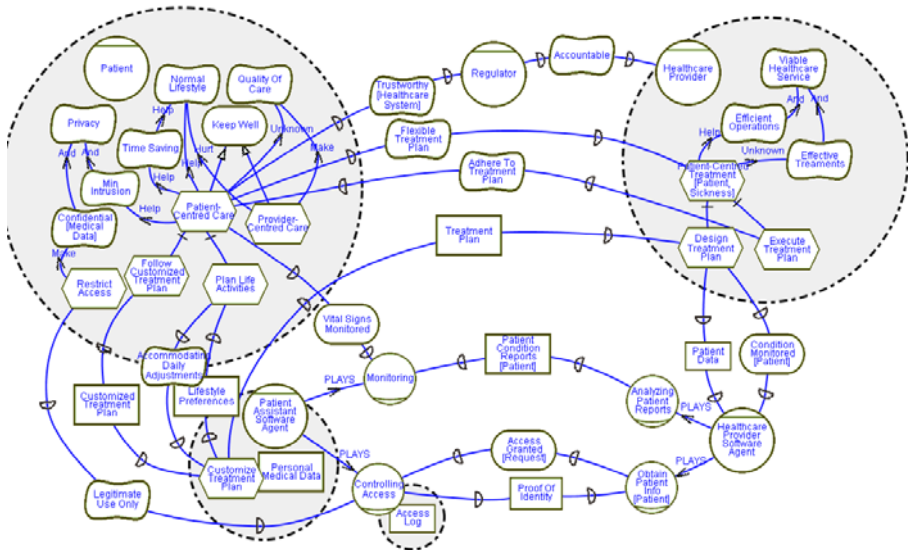 Patient
Normal
Lifestyle
Quality Of
Care
Regulator
Accountable
Healthcare
Provider
Viable
Healthcare
Service
Trustworthy
[Healthcare
System]
Help
Keep Well
Unknown
Privacy
And
And
Time Saving
Hurt
Help
Make
Flexible
Treatment
Plan
Efficient
Operations
And
And
Help
Unknown
Effective
Treaments
Min
Intrusion
Help
Help
Adhere To
Treatment
Plan
Patient-Centred
Treatment
[Patient,
Sickness]
Confidential
[Medical
Data]
Patient-
Centred Care
Provider-
Centred Care
Make
Treatment
Plan
Design
Treatment
Plan
Execute
Treatment
Plan
Restrict
Access
Follow
Customized
Treatment
Plan
Plan Life
Activities
Vital Signs
Monitored
Accommodating
Daily
Adjustments
Patient
Condition
Reports
[Patient]
Patient
Data
Condition
Monitored
[Patient]
Customized
Treatment
Plan
Lifestyle
Preferences
Patient
Assistant
Software
Agent
PLAYS
Monitoring
Analyzing
Patient
Reports
PLAYS
Healthcare
Provider
Software
Agent
PLAYS
Access
Granted
[Request]
PLAYS
Customize
Treatment
Plan
Personal
Medical Data
Controlling
Access
Proof Of
Identity
Obtain
Patient
Info
[Patient]
Legitimate
Use Only
Access
Log